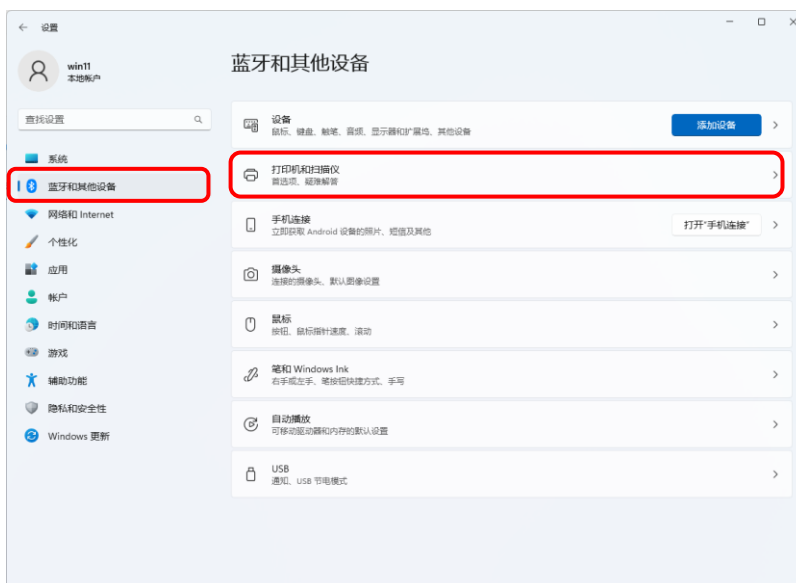 设置
win11
本地帐户
查找设置
系统
蓝牙和其他设备
网络和 Internet
个性化
应用
帐户
时间和语言
游戏
辅助功能
隐私和安全性
Windows 更新
蓝牙和其他设备
设备
鼠标、键盘、触笔、音频、显示器和扩展坞、其他设备
添加设备
打印机和扫描仪
首选项、疑难解答
手机连接
立即获取 Android 设备的照片、短信及其他
打开"手机连接"
摄像头
连接的摄像头、默认图像设置
鼠标
按钮、鼠标指针速度、滚动
笔和 Windows Ink
右手或左手、笔按钮快捷方式、手写
自动播放
可移动驱动器和内存的默认设置
USB
通知、USB 节电模式